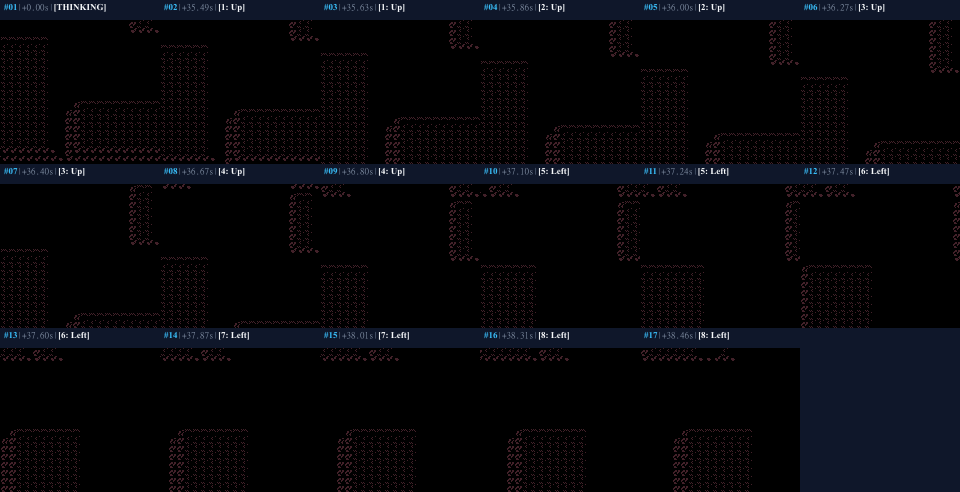 #01 | +0.00s | [THINKING]
#02 | +35.49s | [1: Up]
#03 | +35.63s | [1: Up]
#04 | +35.86s | [2: Up]
#05 | +36.00s | [2: Up]
#06 | +36.27s | [3: Up]
#07 | +36.40s | [3: Up]
#08 | +36.67s | [4: Up]
#09 | +36.80s | [4: Up]
#10 | +37.10s | [5: Left]
#11 | +37.24s | [5: Left]
#12 | +37.47s | [6: Left]
#13 | +37.60s | [6: Left]
#14 | +37.87s | [7: Left]
#15 | +38.01s | [7: Left]
#16 | +38.31s | [8: Left]
#17 | +38.46s | [8: Left]